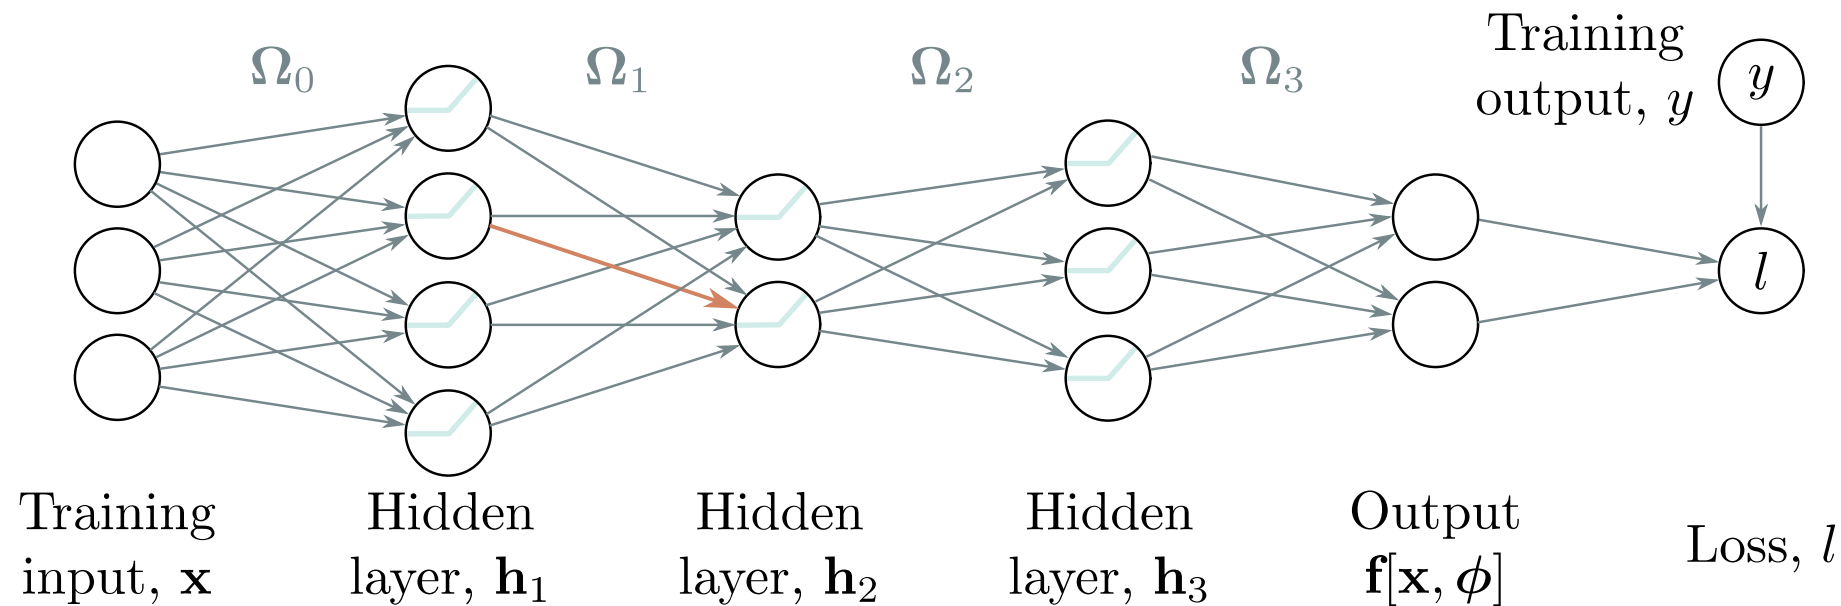 Ω₀
Ω₁
Ω₂
Ω₃
Training
output, y
y
l
Training
input, x
Hidden
layer, h₁
Hidden
layer, h₂
Hidden
layer, h₃
Output
f[x, ϕ]
Loss, l